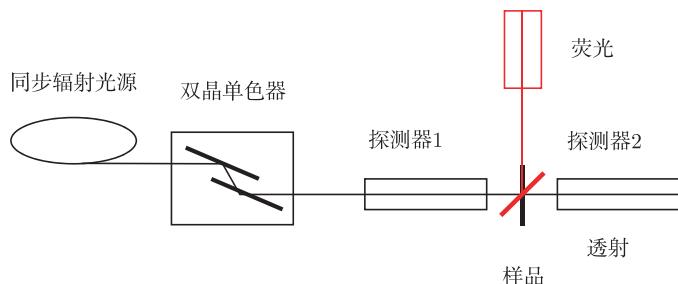 荧光
同步辐射光源
双晶单色器
探测器1
探测器2
透射
样品